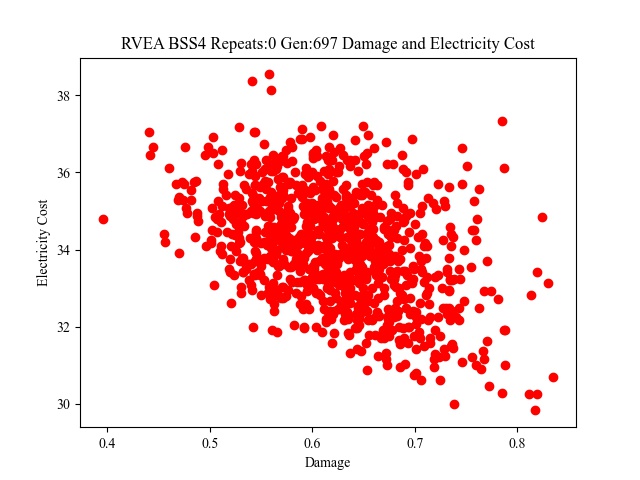 RVEA BSS4 Repeats:0 Gen:697 Damage and Electricity Cost
38
36
34
32
30
Electricity Cost
0.4 0.5 0.6 0.7 0.8
Damage